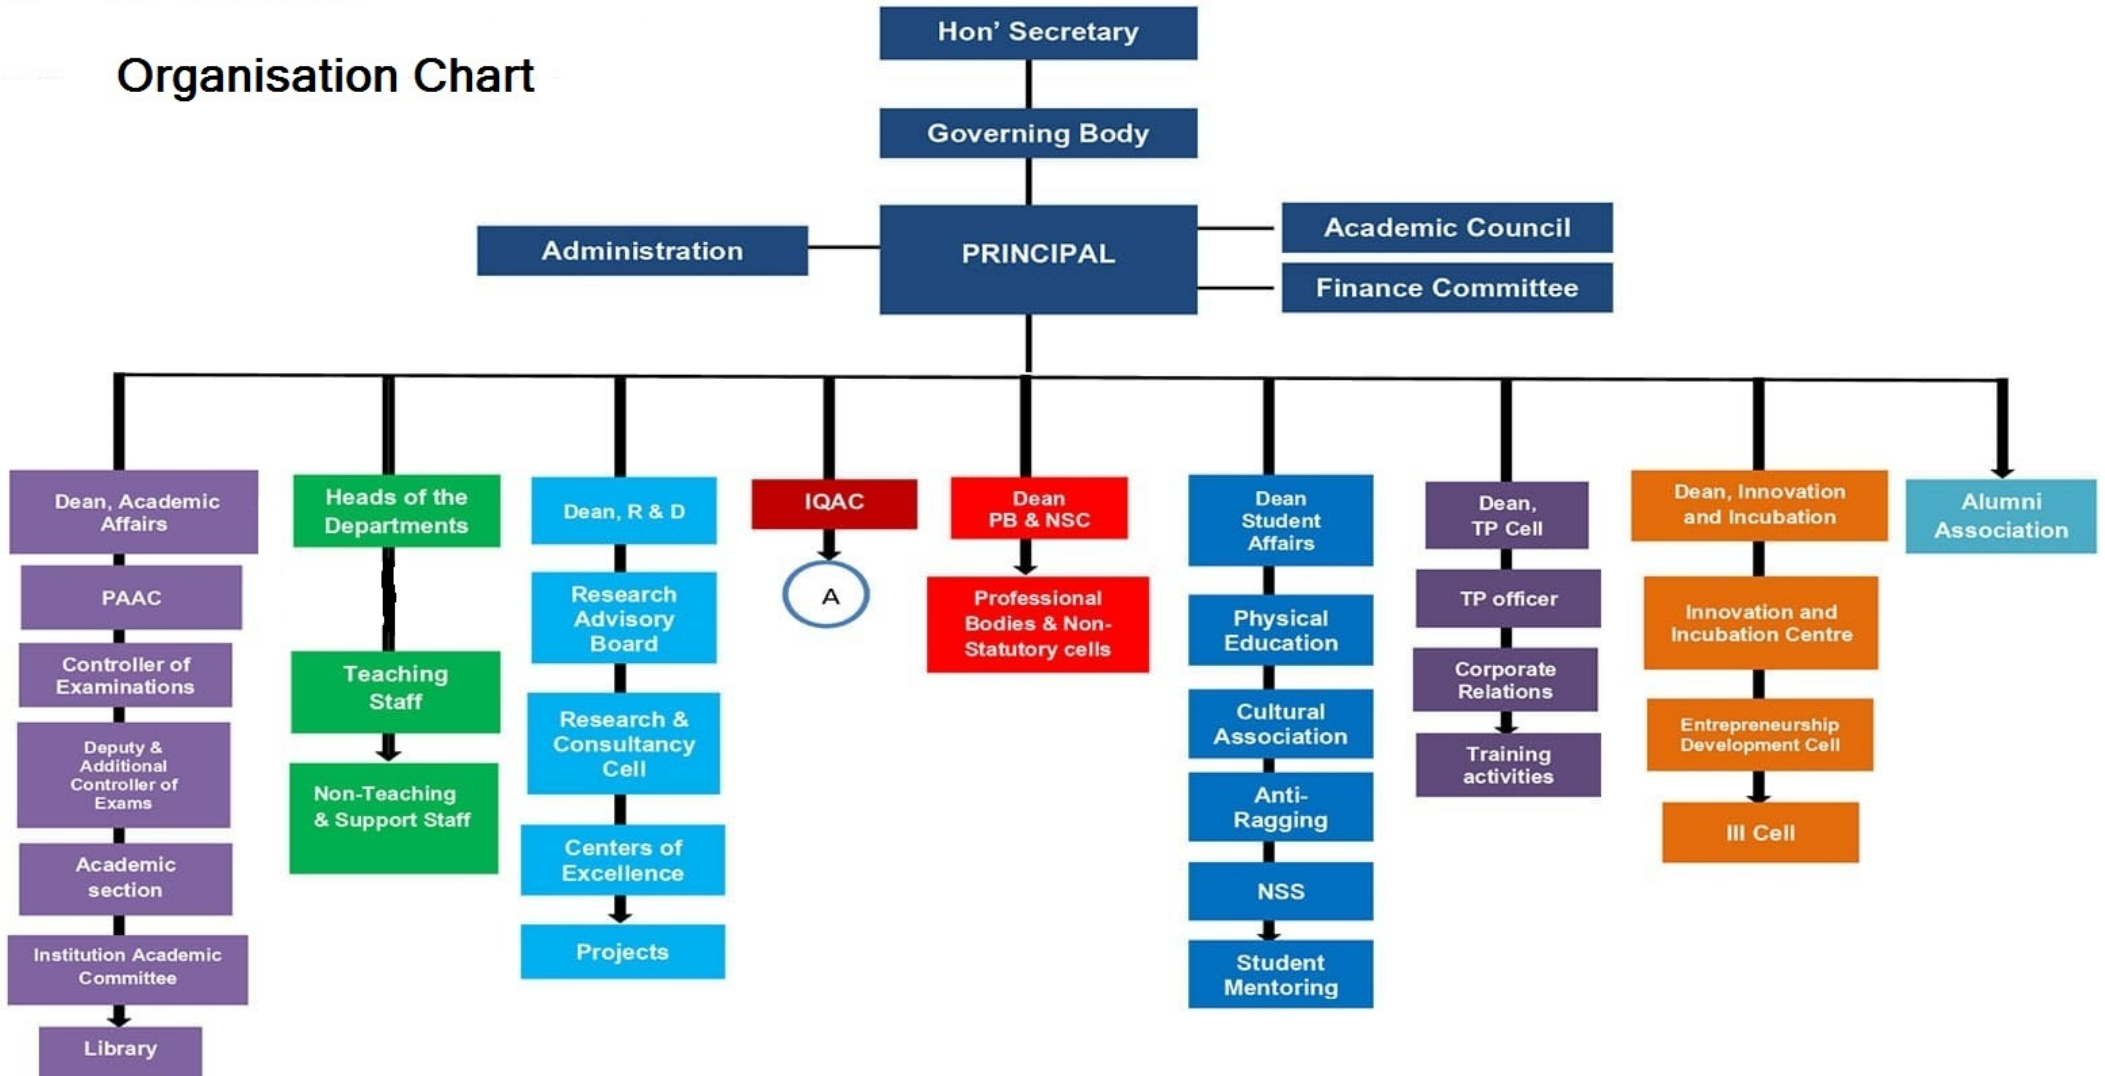 Organisation Chart
Hon’ Secretary
Governing Body
Administration
PRINCIPAL
Academic Council
Finance Committee
Dean, Academic
Affairs
PAAC
Controller of
Examinations
Deputy &
Additional
Controller of
Exams
Academic
section
Institution Academic
Committee
Library
Heads of the
Departments
Teaching
Staff
Non-Teaching
& Support Staff
Dean, R & D
Research
Advisory
Board
Research &
Consultancy
Cell
Centers of
Excellence
Projects
IQAC
A
Dean
PB & NSC
Professional
Bodies & Non-
Statutory cells
Dean
Student
Affairs
Physical
Education
Cultural
Association
Anti-
Ragging
NSS
Student
Mentoring
Dean,
TP Cell
TP officer
Corporate
Relations
Training
activities
Dean, Innovation
and Incubation
Innovation and
Incubation Centre
Entrepreneurship
Development Cell
III Cell
Alumni
Association